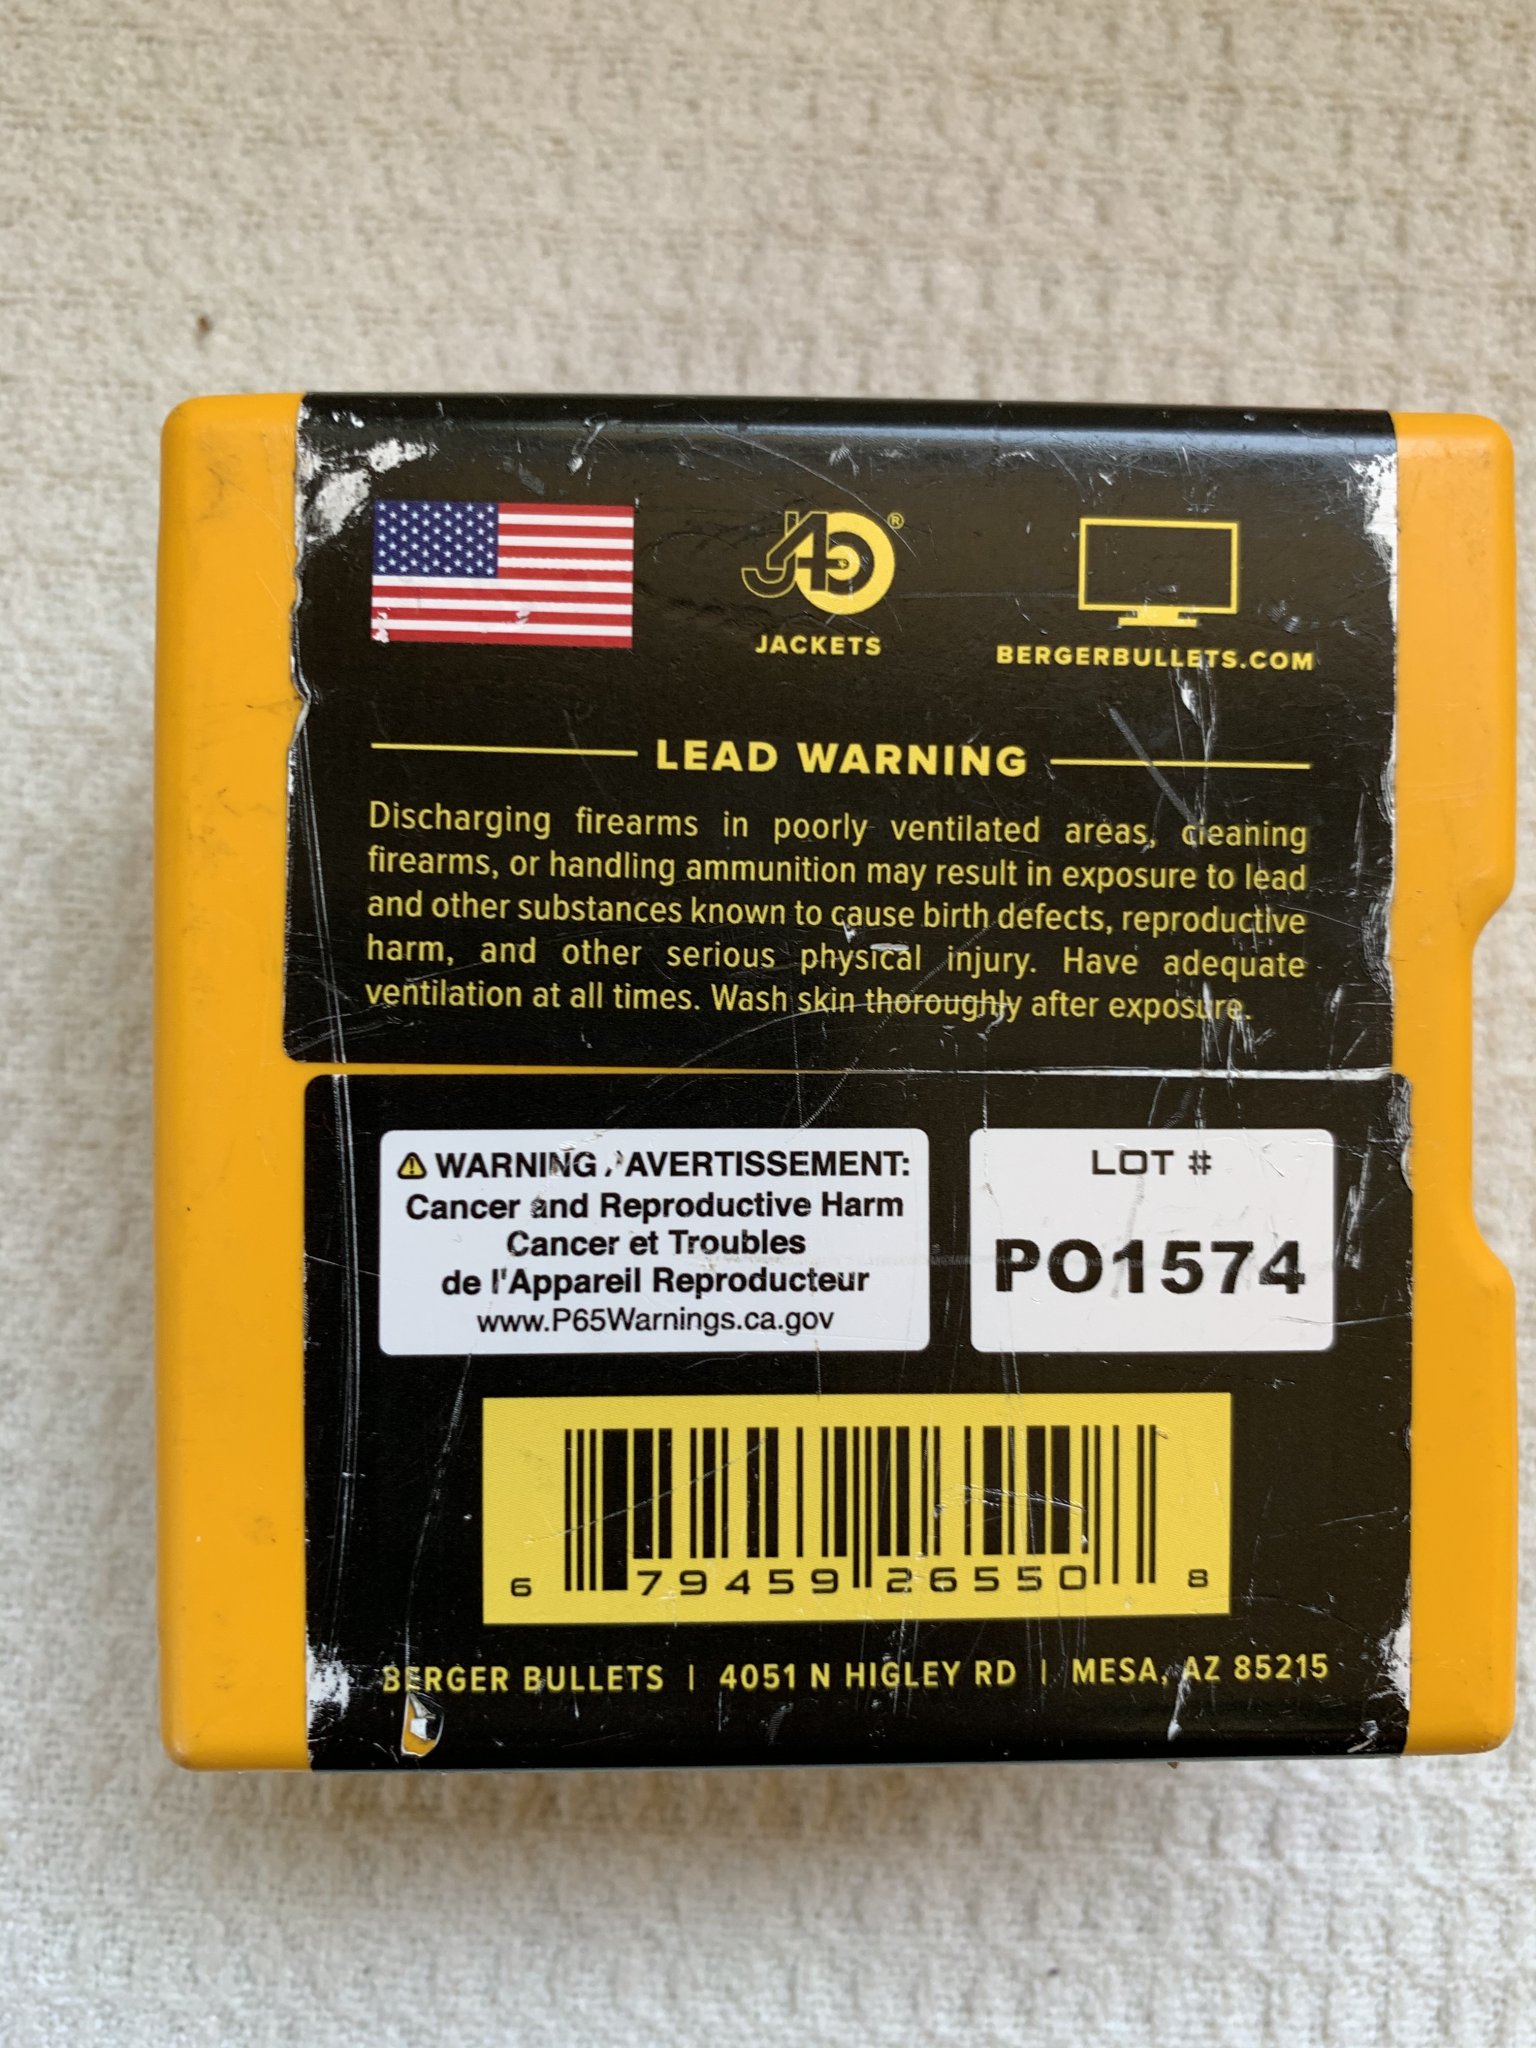 J4®
JACKETS
BERGERBULLETS.COM
LEAD WARNING
Discharging firearms in poorly ventilated areas, cleaning
firearms, or handling ammunition may result in exposure to lead
and other substances known to cause birth defects, reproductive
harm, and other serious physical injury. Have adequate
ventilation at all times. Wash skin thoroughly after exposure.
WARNING / AVERTISSEMENT:
Cancer and Reproductive Harm
Cancer et Troubles
de l'Appareil Reproducteur
www.P65Warnings.ca.gov
LOT #
PO1574
6 79459 26550 8
BERGER BULLETS | 4051 N HIGLEY RD | MESA, AZ 85215